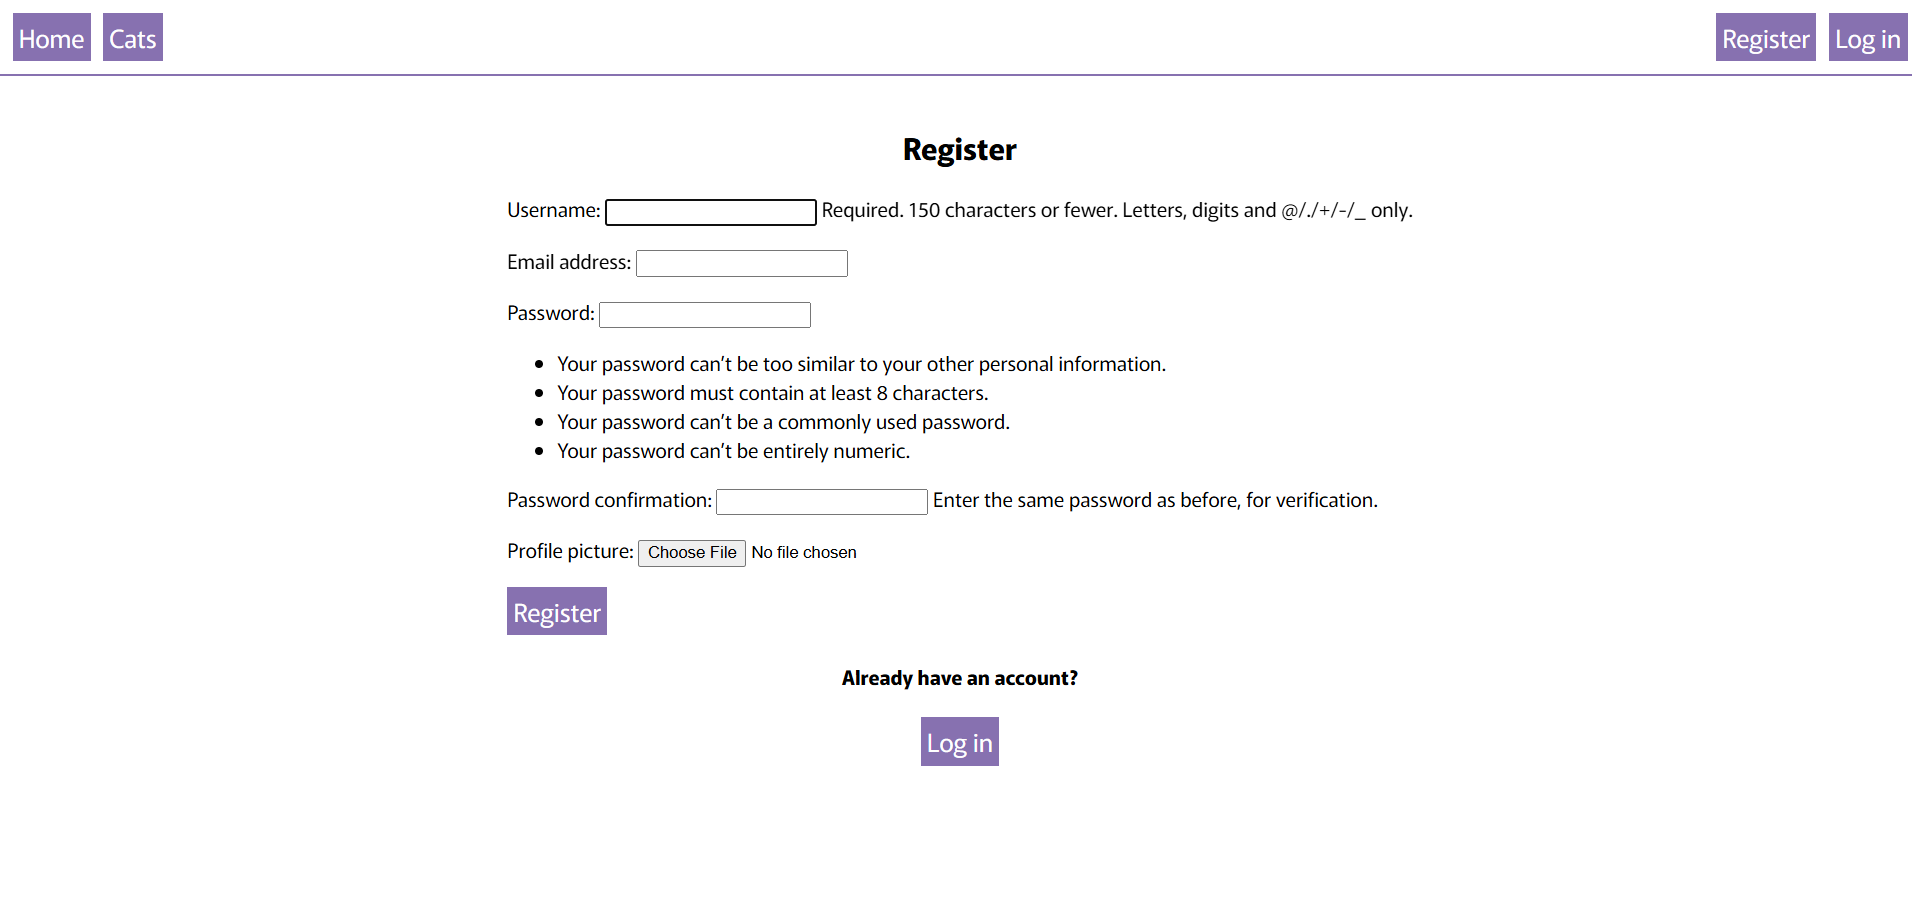 Home Cats Register Log in
Register
Username: Required. 150 characters or fewer. Letters, digits and @/./+/-/_ only.
Email address:
Password:
• Your password can’t be too similar to your other personal information.
• Your password must contain at least 8 characters.
• Your password can’t be a commonly used password.
• Your password can’t be entirely numeric.
Password confirmation: Enter the same password as before, for verification.
Profile picture: Choose File No file chosen
Register
Already have an account?
Log in